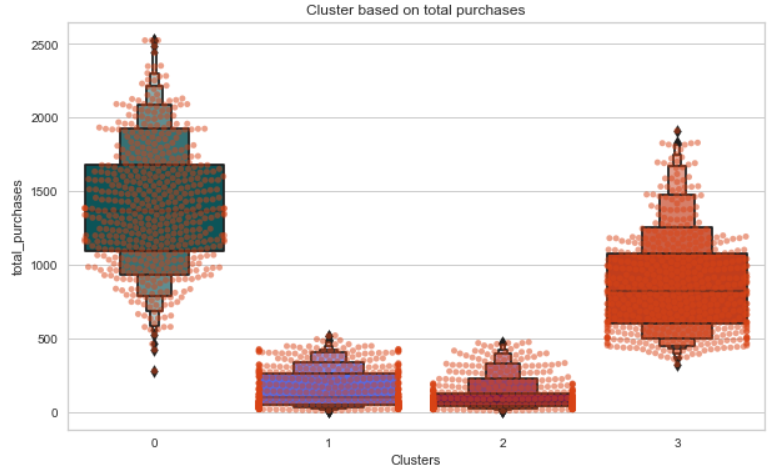 Cluster based on total purchases
total_purchases
2500
2000
1500
1000
500
0
0 1 2 3
Clusters